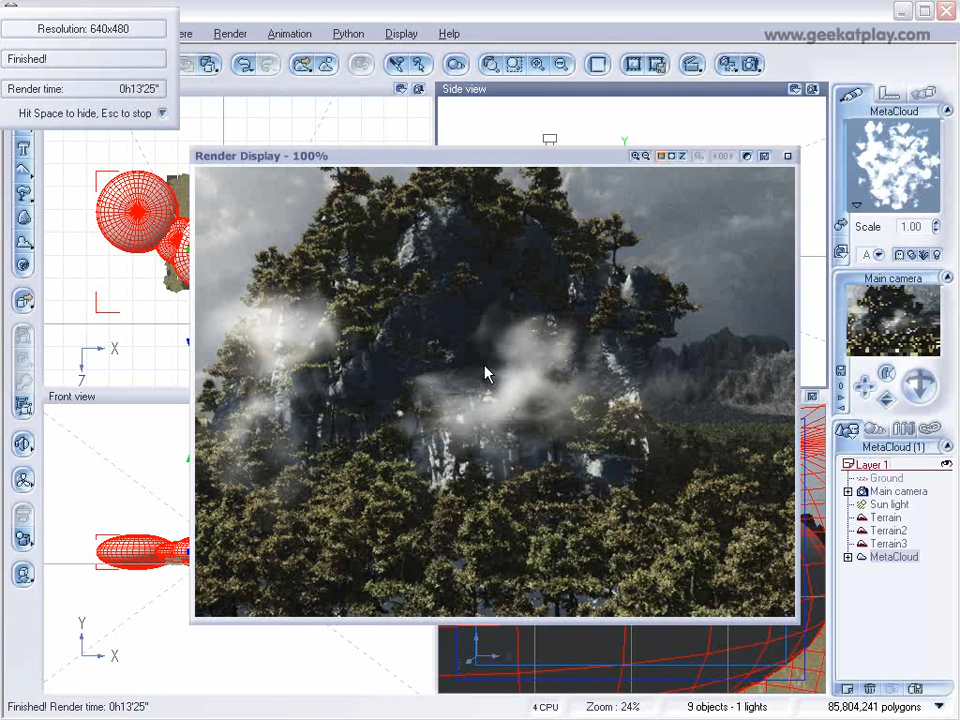 Resolution: 640x480
Finished!
Render time: 0h13'25"
Hit Space to hide, Esc to stop
Render
Animation
Python
Display
Help
www.geekatplay.com
Side view
Y
MetaCloud
Scale 1.00
A
Main camera
Render Display - 100%
X
Z
Front view
Y
X
MetaCloud (1)
Layer 1
Ground
Main camera
Sun light
Terrain
Terrain2
Terrain3
MetaCloud
Finished! Render time: 0h13'25"
4 CPU
Zoom : 24%
9 objects - 1 lights
85,804,241 polygons